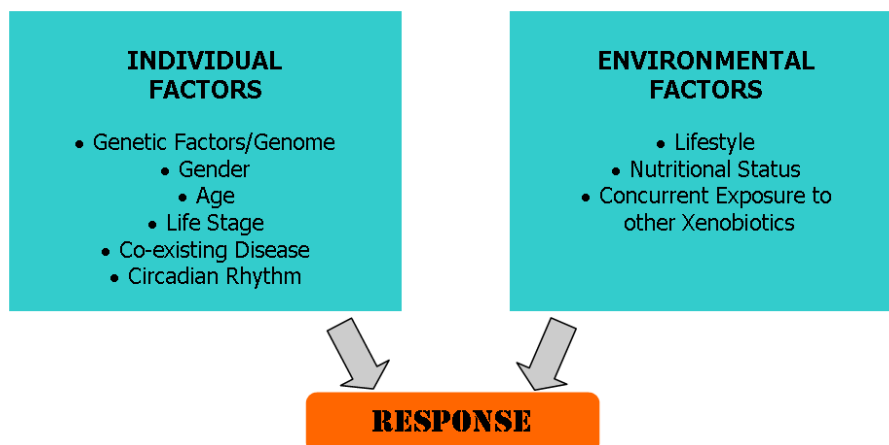 INDIVIDUAL
FACTORS
• Genetic Factors/Genome
• Gender
• Age
• Life Stage
• Co-existing Disease
• Circadian Rhythm
ENVIRONMENTAL
FACTORS
• Lifestyle
• Nutritional Status
• Concurrent Exposure to
other Xenobiotics
RESPONSE